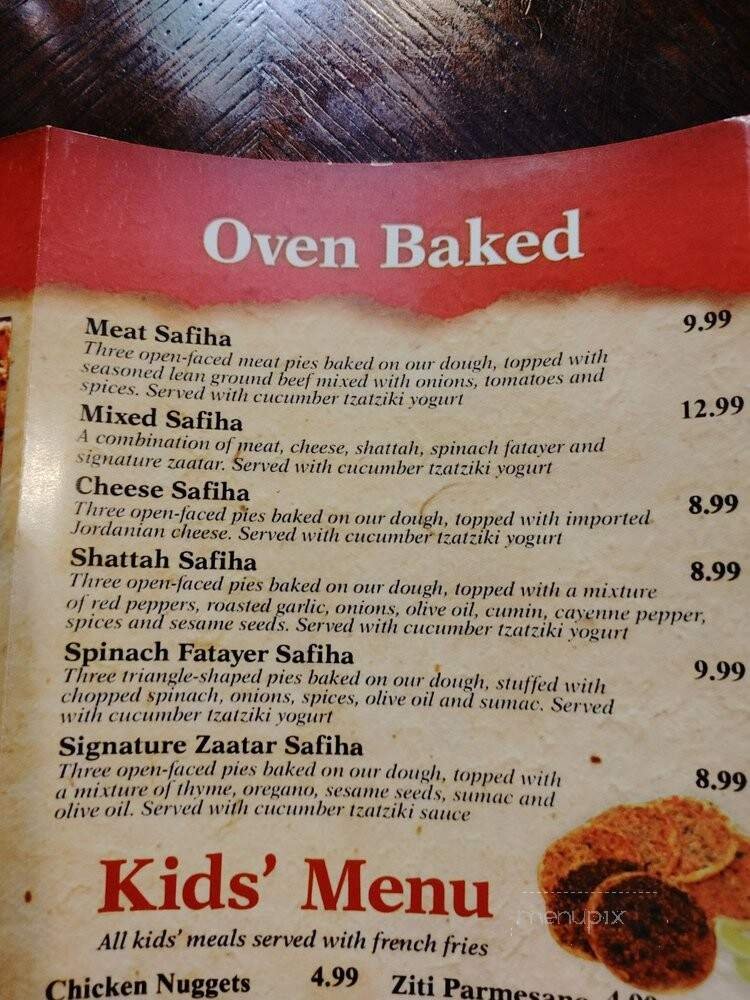 Oven Baked
Meat Safiha 9.99
Three open-faced meat pies baked on our dough, topped with
seasoned lean ground beef mixed with onions, tomatoes and
spices. Served with cucumber tzatziki yogurt
Mixed Safiha 12.99
A combination of meat, cheese, shattah, spinach fatayer and
signature zaatar. Served with cucumber tzatziki yogurt
Cheese Safiha 8.99
Three open-faced pies baked on our dough, topped with imported
Jordanian cheese. Served with cucumber tzatziki yogurt
Shattah Safiha 8.99
Three open-faced pies baked on our dough, topped with a mixture
of red peppers, roasted garlic, onions, olive oil, cumin, cayenne pepper,
spices and sesame seeds. Served with cucumber tzatziki yogurt
Spinach Fatayer Safiha 9.99
Three triangle-shaped pies baked on our dough, stuffed with
chopped spinach, onions, spices, olive oil and sumac. Served
with cucumber tzatziki yogurt
Signature Zaatar Safiha 8.99
Three open-faced pies baked on our dough, topped with
a mixture of thyme, oregano, sesame seeds, sumac and
olive oil. Served with cucumber tzatziki sauce
Kids' Menu
menupix
All kids' meals served with french fries
Chicken Nuggets 4.99 Ziti Parmesano 4.99